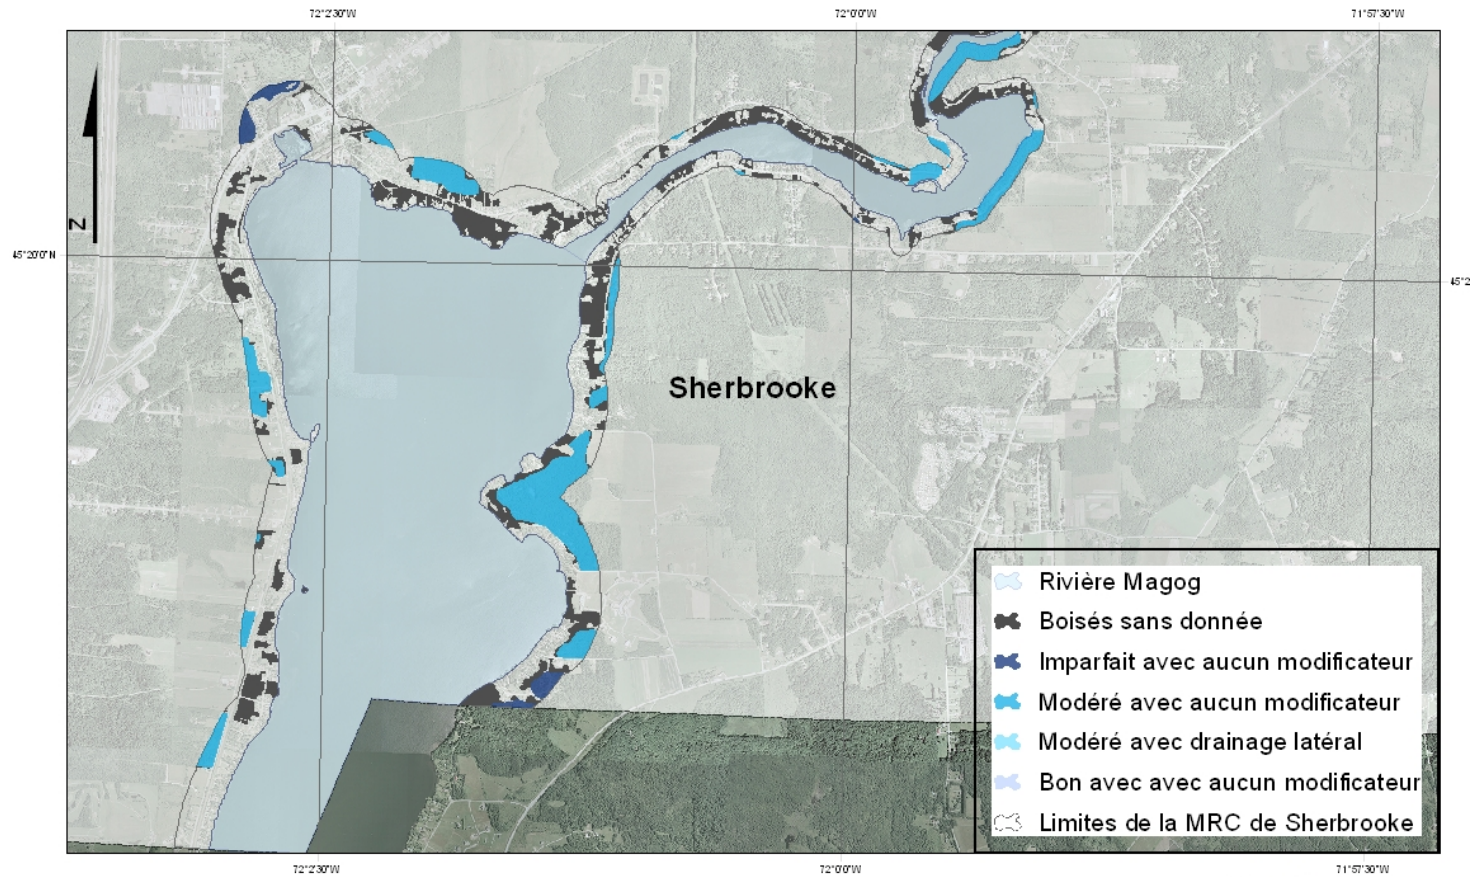 72°2'30"W 72°0'0"W 71°57'30"W
N
45°20'0"N
45°2
Sherbrooke
Rivière Magog
Boisés sans donnée
Imparfait avec aucun modificateur
Modéré avec aucun modificateur
Modéré avec drainage latéral
Bon avec avec aucun modificateur
Limites de la MRC de Sherbrooke
72°2'30"W 72°0'0"W 71°57'30"W